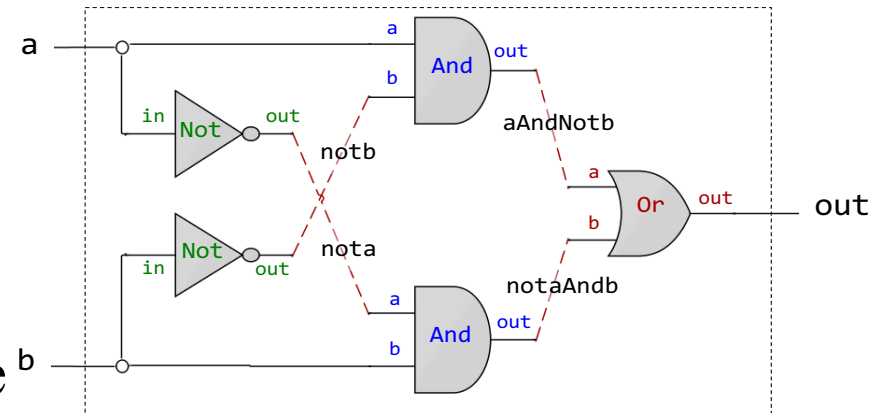 a
a
And
out
b
in
Not
out
notb
aAndNotb
a
Or
out
out
b
in
Not
out
nota
notaAndb
a
And
out
b
e
b